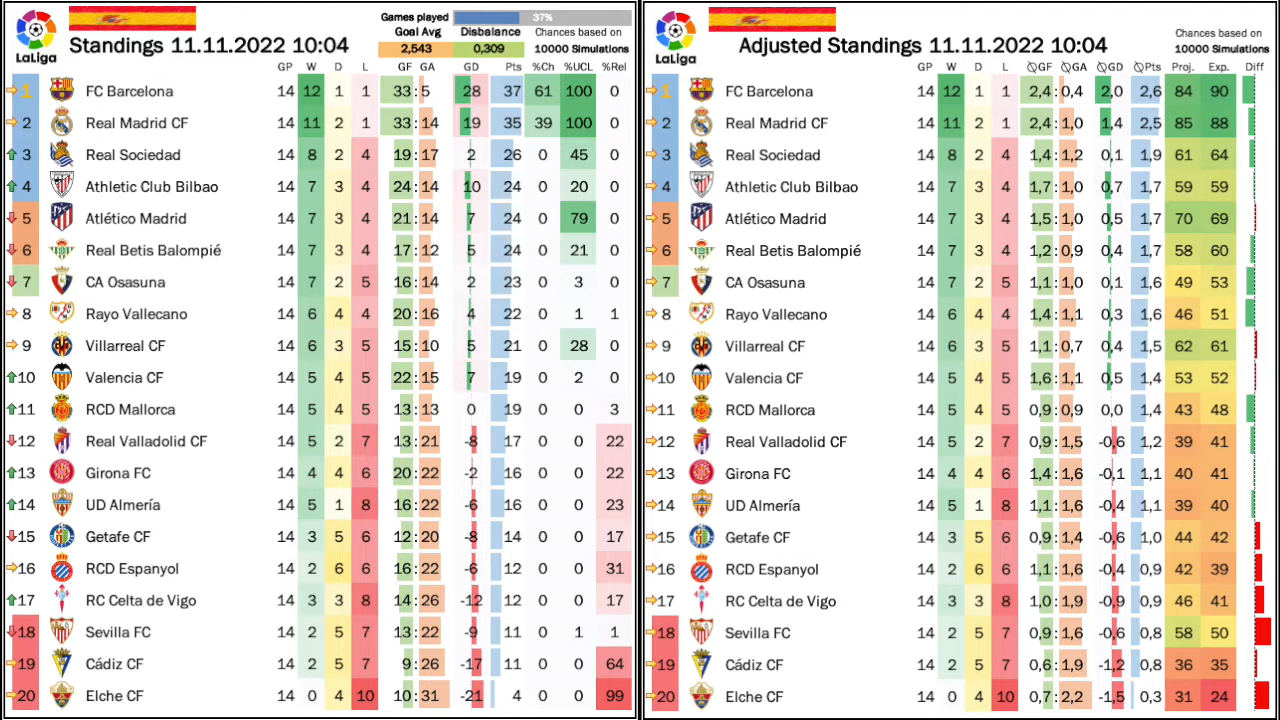 LaLiga
Standings 11.11.2022 10:04
Games played 37%
Goal Avg Disbalance Chances based on
2,543 0,309 10000 Simulations
GP W D L GF GA GD Pts %Ch %UCL %Rel
1 FC Barcelona 14 12 1 1 33:5 28 37 61 100 0
2 Real Madrid CF 14 11 2 1 33:14 19 35 39 100 0
3 Real Sociedad 14 8 2 4 19:17 2 26 0 45 0
4 Athletic Club Bilbao 14 7 3 4 24:14 10 24 0 20 0
5 Atlético Madrid 14 7 3 4 21:14 7 24 0 79 0
6 Real Betis Balompié 14 7 3 4 17:12 5 24 0 21 0
7 CA Osasuna 14 7 2 5 16:14 2 23 0 3 0
8 Rayo Vallecano 14 6 4 4 20:16 4 22 0 1 1
9 Villarreal CF 14 6 3 5 15:10 5 21 0 28 0
10 Valencia CF 14 5 4 5 22:15 7 19 0 2 0
11 RCD Mallorca 14 5 4 5 13:13 0 19 0 0 3
12 Real Valladolid CF 14 5 2 7 13:21 -8 17 0 0 22
13 Girona FC 14 4 4 6 20:22 -2 16 0 0 22
14 UD Almería 14 5 1 8 16:22 -6 16 0 0 23
15 Getafe CF 14 3 5 6 12:20 -8 14 0 0 17
16 RCD Espanyol 14 2 6 6 16:22 -6 12 0 0 31
17 RC Celta de Vigo 14 3 3 8 14:26 -12 12 0 0 17
18 Sevilla FC 14 2 5 7 13:22 -9 11 0 1 1
19 Cádiz CF 14 2 5 7 9:26 -17 11 0 0 64
20 Elche CF 14 0 4 10 10:31 -21 4 0 0 99
LaLiga
Adjusted Standings 11.11.2022 10:04
Chances based on
10000 Simulations
GP W D L ∅GF ∅GA ∅GD ∅Pts Proj. Exp. Diff
1 FC Barcelona 14 12 1 1 2,4:0,4 2,0 2,6 84 90
2 Real Madrid CF 14 11 2 1 2,4:1,0 1,4 2,5 85 88
3 Real Sociedad 14 8 2 4 1,4:1,2 0,1 1,9 61 64
4 Athletic Club Bilbao 14 7 3 4 1,7:1,0 0,7 1,7 59 59
5 Atlético Madrid 14 7 3 4 1,5:1,0 0,5 1,7 70 69
6 Real Betis Balompié 14 7 3 4 1,2:0,9 0,4 1,7 58 60
7 CA Osasuna 14 7 2 5 1,1:1,0 0,1 1,6 49 53
8 Rayo Vallecano 14 6 4 4 1,4:1,1 0,3 1,6 46 51
9 Villarreal CF 14 6 3 5 1,1:0,7 0,4 1,5 62 61
10 Valencia CF 14 5 4 5 1,6:1,1 0,5 1,4 53 52
11 RCD Mallorca 14 5 4 5 0,9:0,9 0,0 1,4 43 48
12 Real Valladolid CF 14 5 2 7 0,9:1,5 -0,6 1,2 39 41
13 Girona FC 14 4 4 6 1,4:1,6 -0,1 1,1 40 41
14 UD Almería 14 5 1 8 1,1:1,6 -0,4 1,1 39 40
15 Getafe CF 14 3 5 6 0,9:1,4 -0,6 1,0 44 42
16 RCD Espanyol 14 2 6 6 1,1:1,6 -0,4 0,9 42 39
17 RC Celta de Vigo 14 3 3 8 1,0:1,9 -0,9 0,9 46 41
18 Sevilla FC 14 2 5 7 0,9:1,6 -0,6 0,8 58 50
19 Cádiz CF 14 2 5 7 0,6:1,9 -1,2 0,8 36 35
20 Elche CF 14 0 4 10 0,7:2,2 -1,5 0,3 31 24